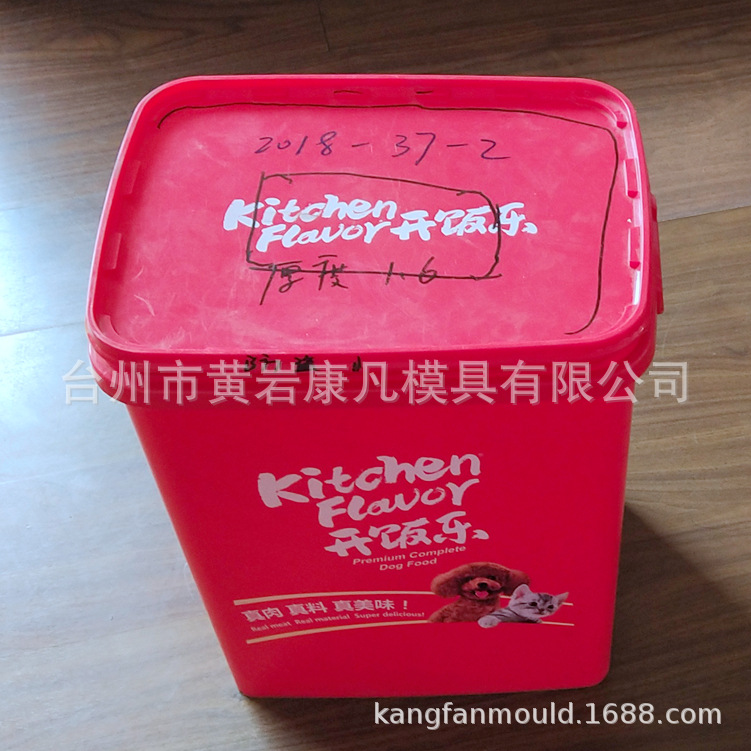 2018-37-2
Kitchen
Flavor 开饭乐
厚度 1.6
台州市黄岩康凡模具有限公司
Kitchen
Flavor
开饭乐
Premium Complete
Dog Food
真肉 真料 真美味！
Real meat Real material Super delicious!
kangfanmould.1688.com